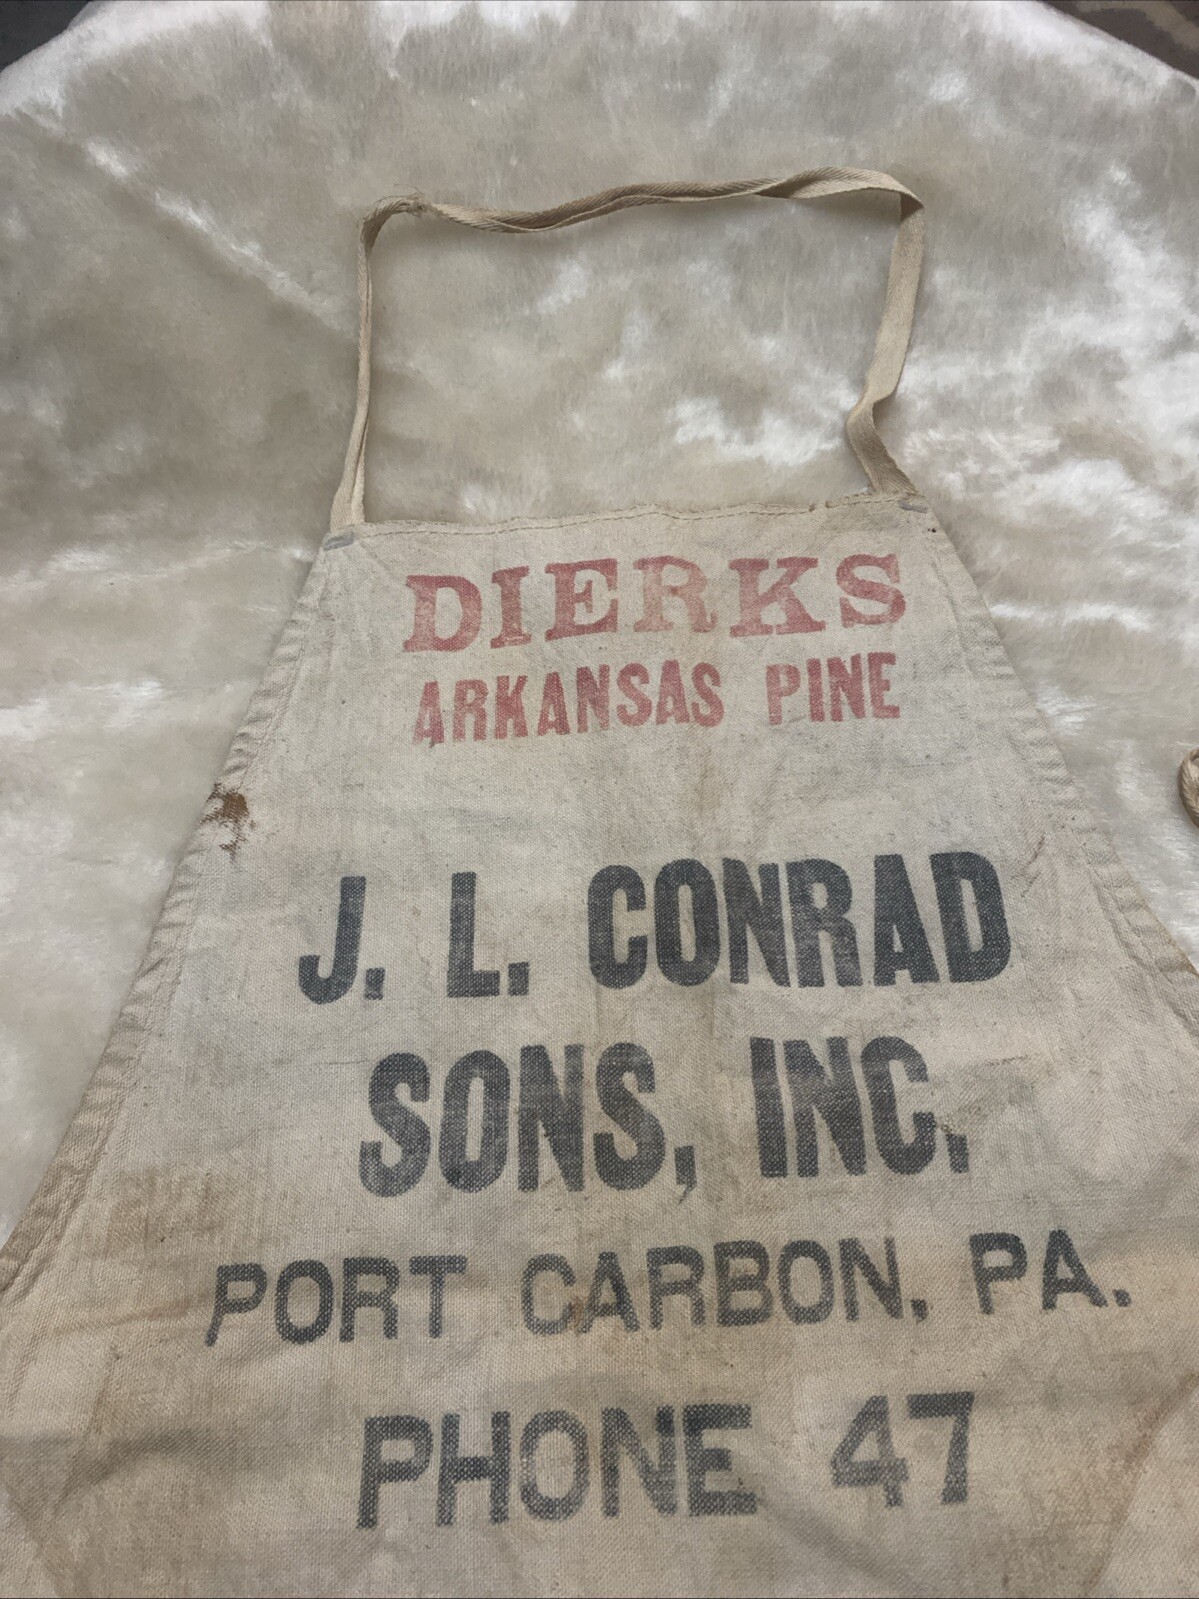 DIERKS
ARKANSAS PINE
J. L. CONRAD
SONS, INC.
PORT CARBON, PA.
PHONE 47